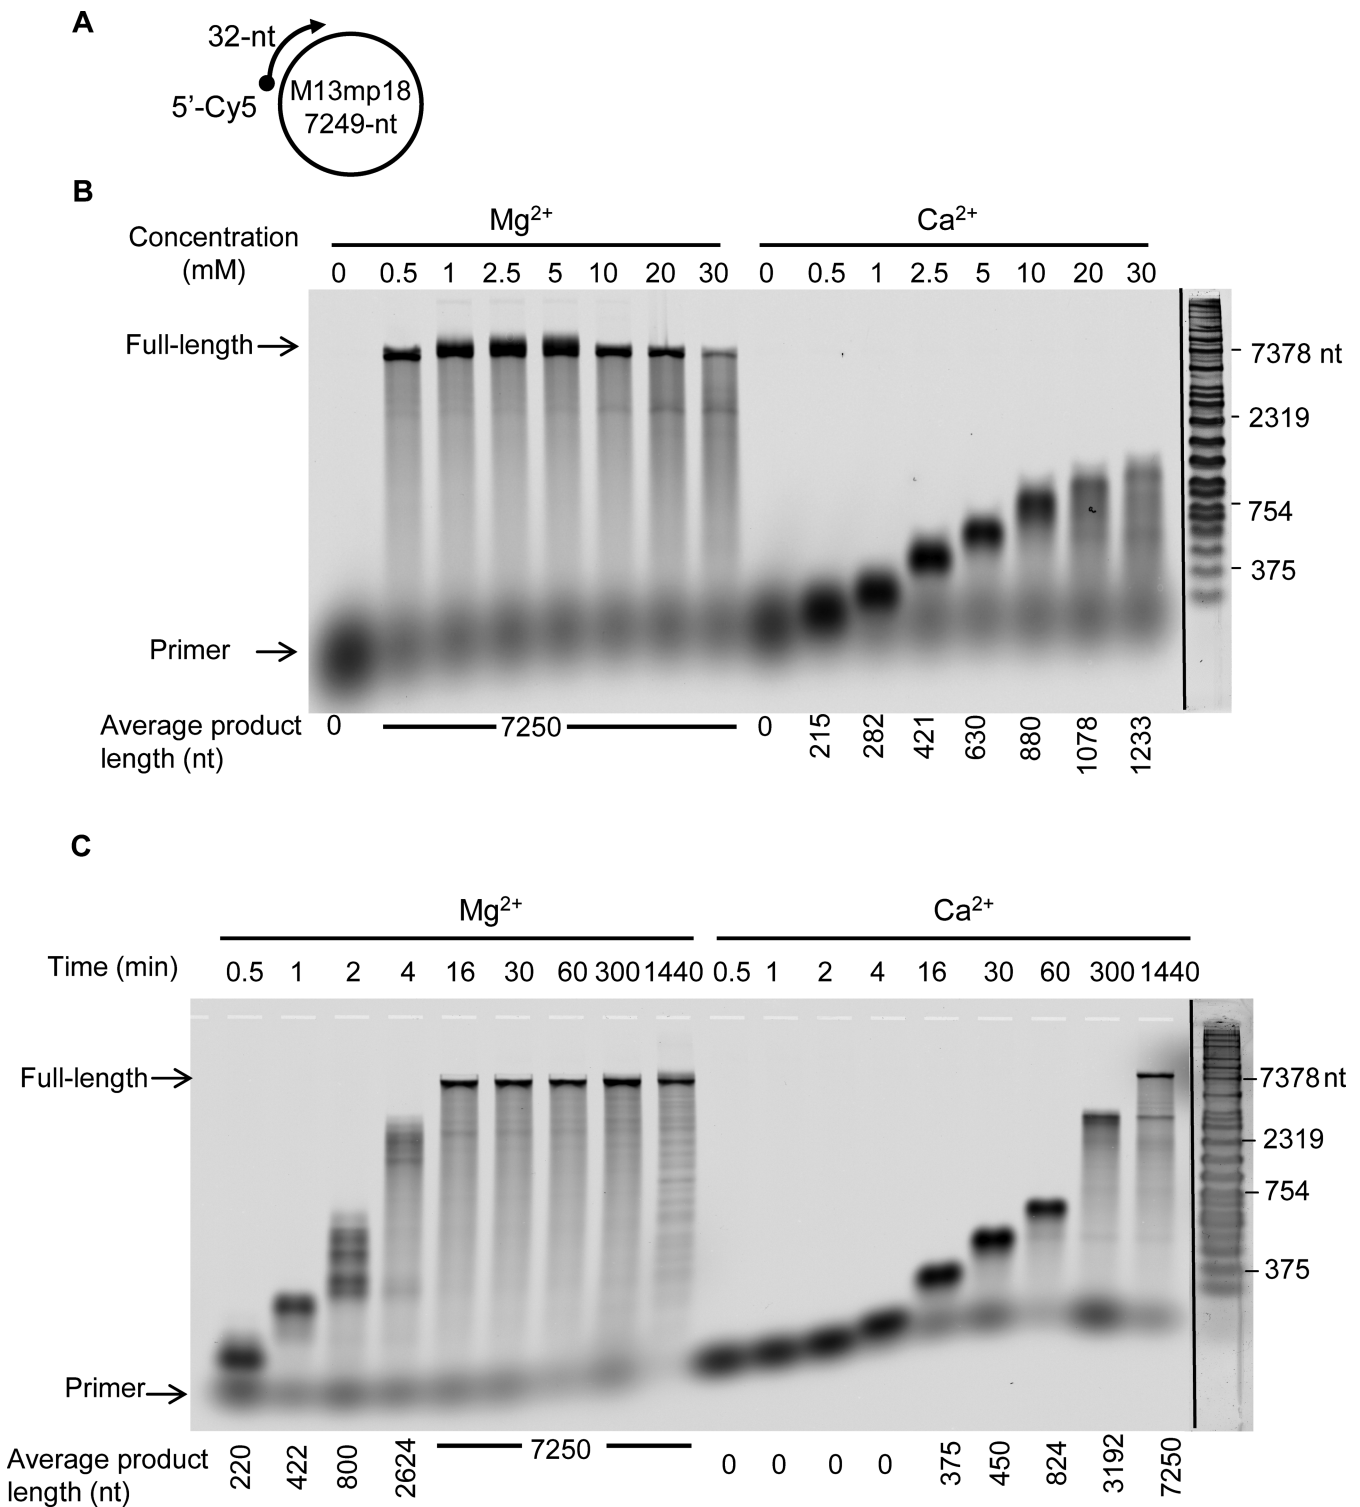 A
32-nt
5’-Cy5
M13mp18
7249-nt
B
Mg2+ Ca2+
Concentration
(mM)
0 0.5 1 2.5 5 10 20 30 0 0.5 1 2.5 5 10 20 30
Full-length
7378 nt
2319
754
375
Primer
Average product
length (nt)
0 7250 0 215 282 421 630 880 1078 1233
C
Mg2+ Ca2+
Time (min) 0.5 1 2 4 16 30 60 300 1440 0.5 1 2 4 16 30 60 300 1440
Full-length
7378 nt
2319
754
375
Primer
Average product
length (nt)
220 422 800 2624 7250 0 0 0 0 375 450 824 3192 7250